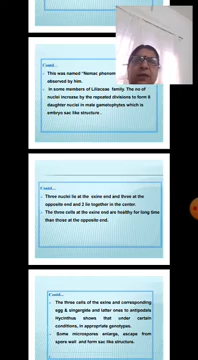 Contd....
This was named "Nemac phenom
observed by him.
In some members of Liliaceae family. The no of
nuclei increase by the repeated divisions to form 8
daughter nuclei in male gametophytes which is
embryo sac like structure .
Contd...
Three nuclei lie at the exine end and three at the
opposite end and 2 lie together in the center.
The three cells at the exine end are healthy for long time
than those at the opposite end.
Contd...
The three cells of the exine end corresponding
egg & singergids and latter ones to antipodals
Hycinthus shows that under certain
conditions, in appropriate genotypes.
Some microspores enlarge, escape from
spore wall and form sac like structure.